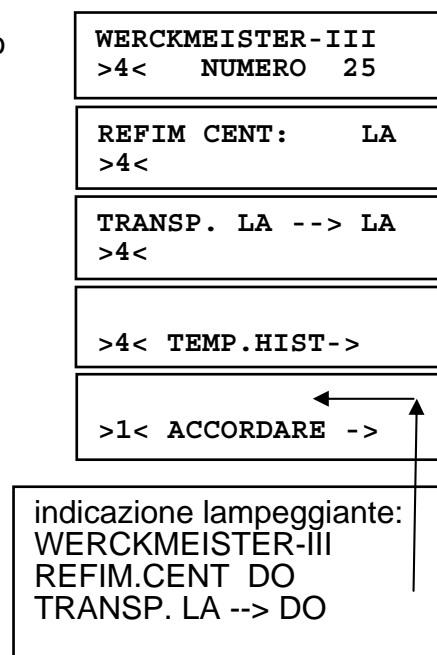 o
WERCKMEISTER-III
>4< NUMERO 25
REFIM CENT: LA
>4<
TRANSP. LA --> LA
>4<
>4< TEMP.HIST->
>1< ACCORDARE ->
indicazione lampeggiante:
WERCKMEISTER-III
REFIM.CENT DO
TRANSP. LA --> DO